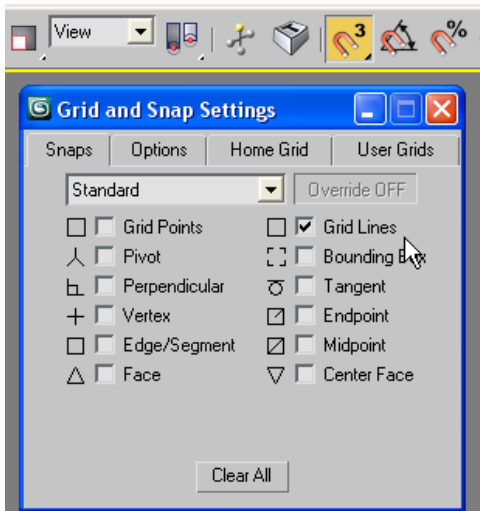 View
3
%
Grid and Snap Settings
Snaps Options Home Grid User Grids
Standard Override OFF
Grid Points Grid Lines
Pivot Bounding Box
Perpendicular Tangent
Vertex Endpoint
Edge/Segment Midpoint
Face Center Face
Clear All